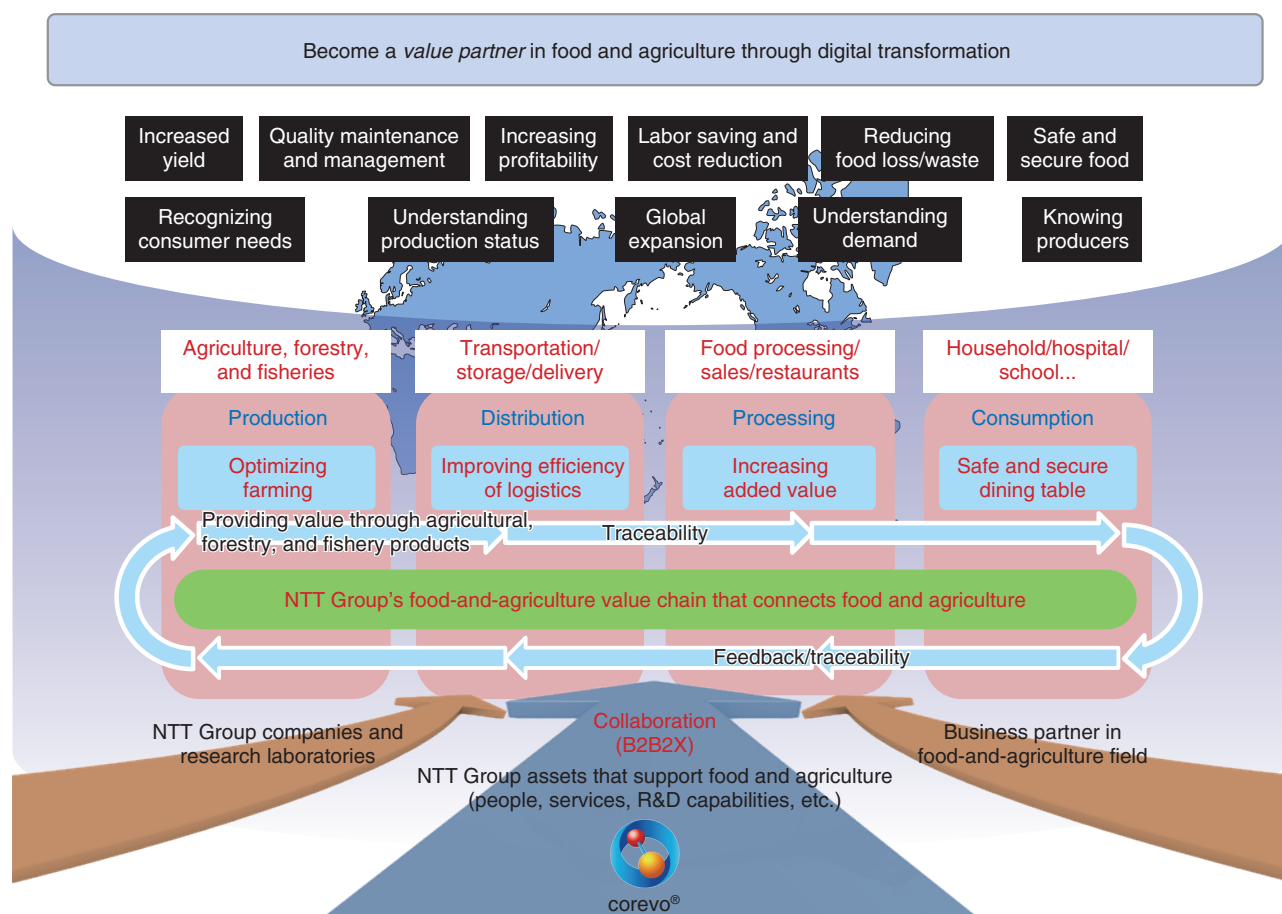 Become a value partner in food and agriculture through digital transformation
Increased
yield
Quality maintenance
and management
Increasing
profitability
Labor saving and
cost reduction
Reducing
food loss/waste
Safe and
secure food
Recognizing
consumer needs
Understanding
production status
Global
expansion
Understanding
demand
Knowing
producers
Agriculture, forestry,
and fisheries
Transportation/
storage/delivery
Food processing/
sales/restaurants
Household/hospital/
school...
Production
Distribution
Processing
Consumption
Optimizing
farming
Improving efficiency
of logistics
Increasing
added value
Safe and secure
dining table
Providing value through agricultural,
forestry, and fishery products
Traceability
NTT Group's food-and-agriculture value chain that connects food and agriculture
Feedback/traceability
NTT Group companies and
research laboratories
Collaboration
(B2B2X)
Business partner in
food-and-agriculture field
NTT Group assets that support food and agriculture
(people, services, R&D capabilities, etc.)
corevo®